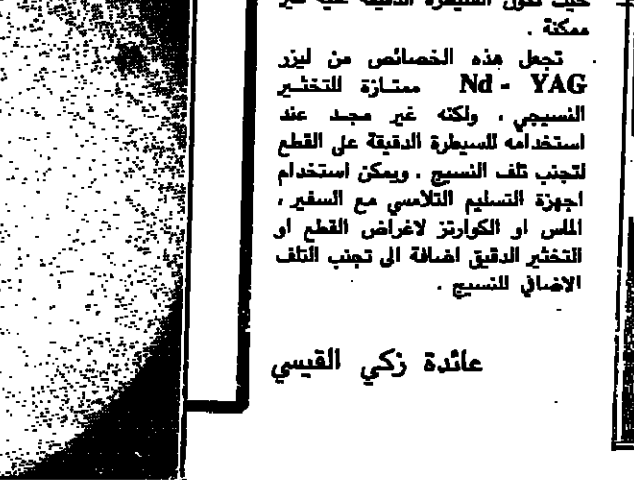 ممكنة .
تجعل هذه الخصائص من ليزر
Nd - YAG ممتازة للتخثير
النسيجي ، ولكنه غير مجد عند
استخدامه للسيطرة الدقيقة على القطع
لتجنب تلف النسيج . ويمكن استخدام
اجهزة التسليم التلامسي مع السفير ،
الماس او الكوارتز لاغراض القطع او
التخثير الدقيق اضافة الى تجنب التلف
الاضافي للنسيج .
عائدة زكي القيسي